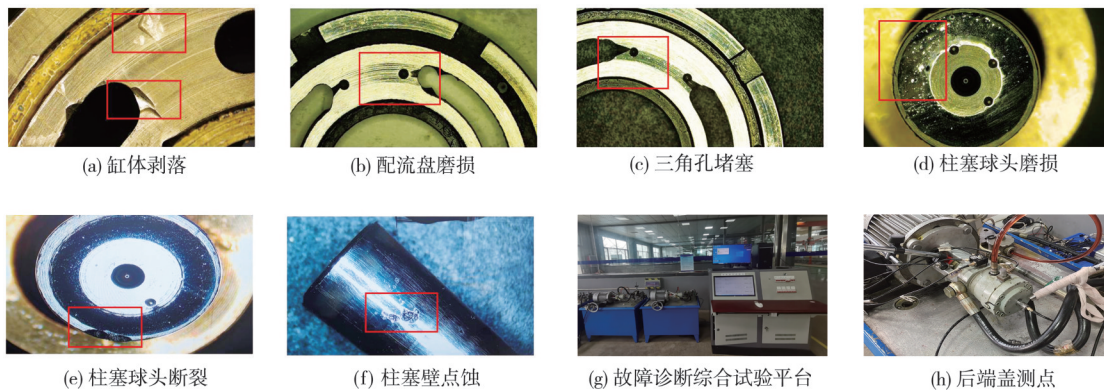 (a) 缸体剥落
(b) 配流盘磨损
(c) 三角孔堵塞
(d) 柱塞球头磨损
(e) 柱塞球头断裂
(f) 柱塞壁点蚀
(g) 故障诊断综合试验平台
(h) 后端盖测点